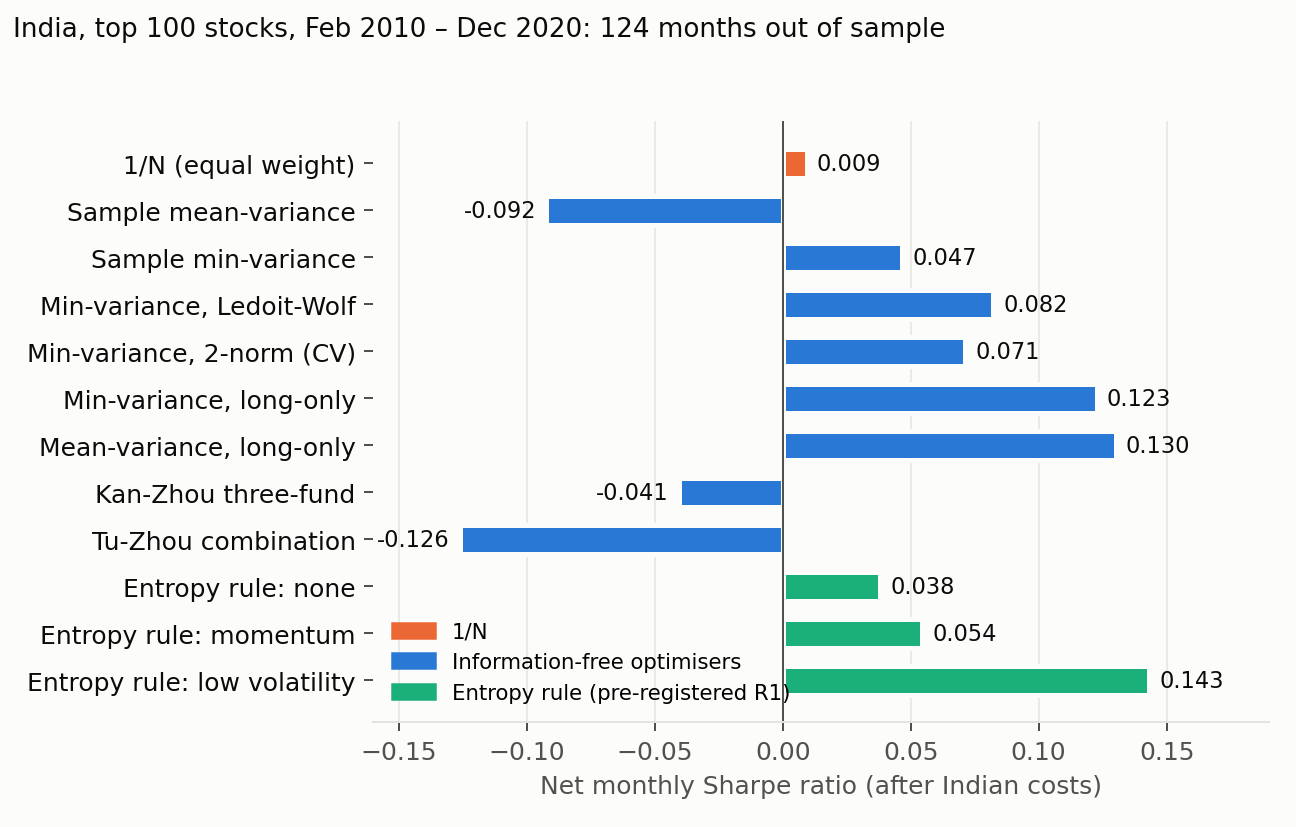 India, top 100 stocks, Feb 2010 – Dec 2020: 124 months out of sample
1/N (equal weight)
0.009
Sample mean-variance
-0.092
Sample min-variance
0.047
Min-variance, Ledoit-Wolf
0.082
Min-variance, 2-norm (CV)
0.071
Min-variance, long-only
0.123
Mean-variance, long-only
0.130
Kan-Zhou three-fund
-0.041
Tu-Zhou combination
-0.126
Entropy rule: none
0.038
Entropy rule: momentum
0.054
Entropy rule: low volatility
0.143
1/N
Information-free optimisers
Entropy rule (pre-registered R1)
−0.15 −0.10 −0.05 0.00 0.05 0.10 0.15
Net monthly Sharpe ratio (after Indian costs)